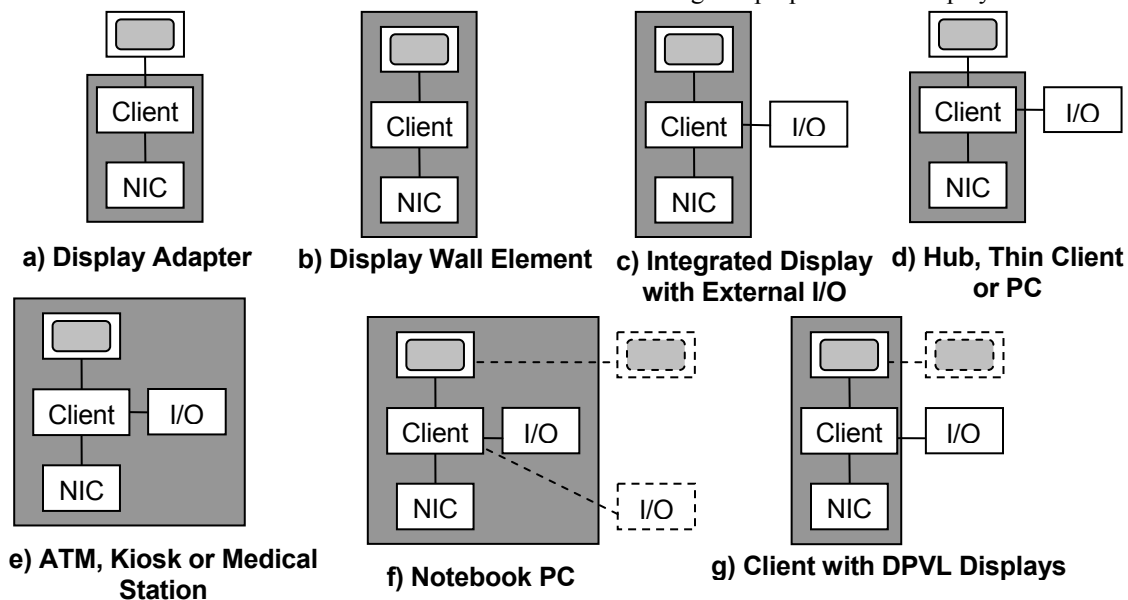 Client
NIC
a) Display Adapter
Client
NIC
b) Display Wall Element
Client
I/O
NIC
c) Integrated Display
with External I/O
Client
I/O
NIC
d) Hub, Thin Client
or PC
Client
I/O
NIC
e) ATM, Kiosk or Medical
Station
Client
I/O
NIC
I/O
f) Notebook PC
Client
I/O
NIC
g) Client with DPVL Displays